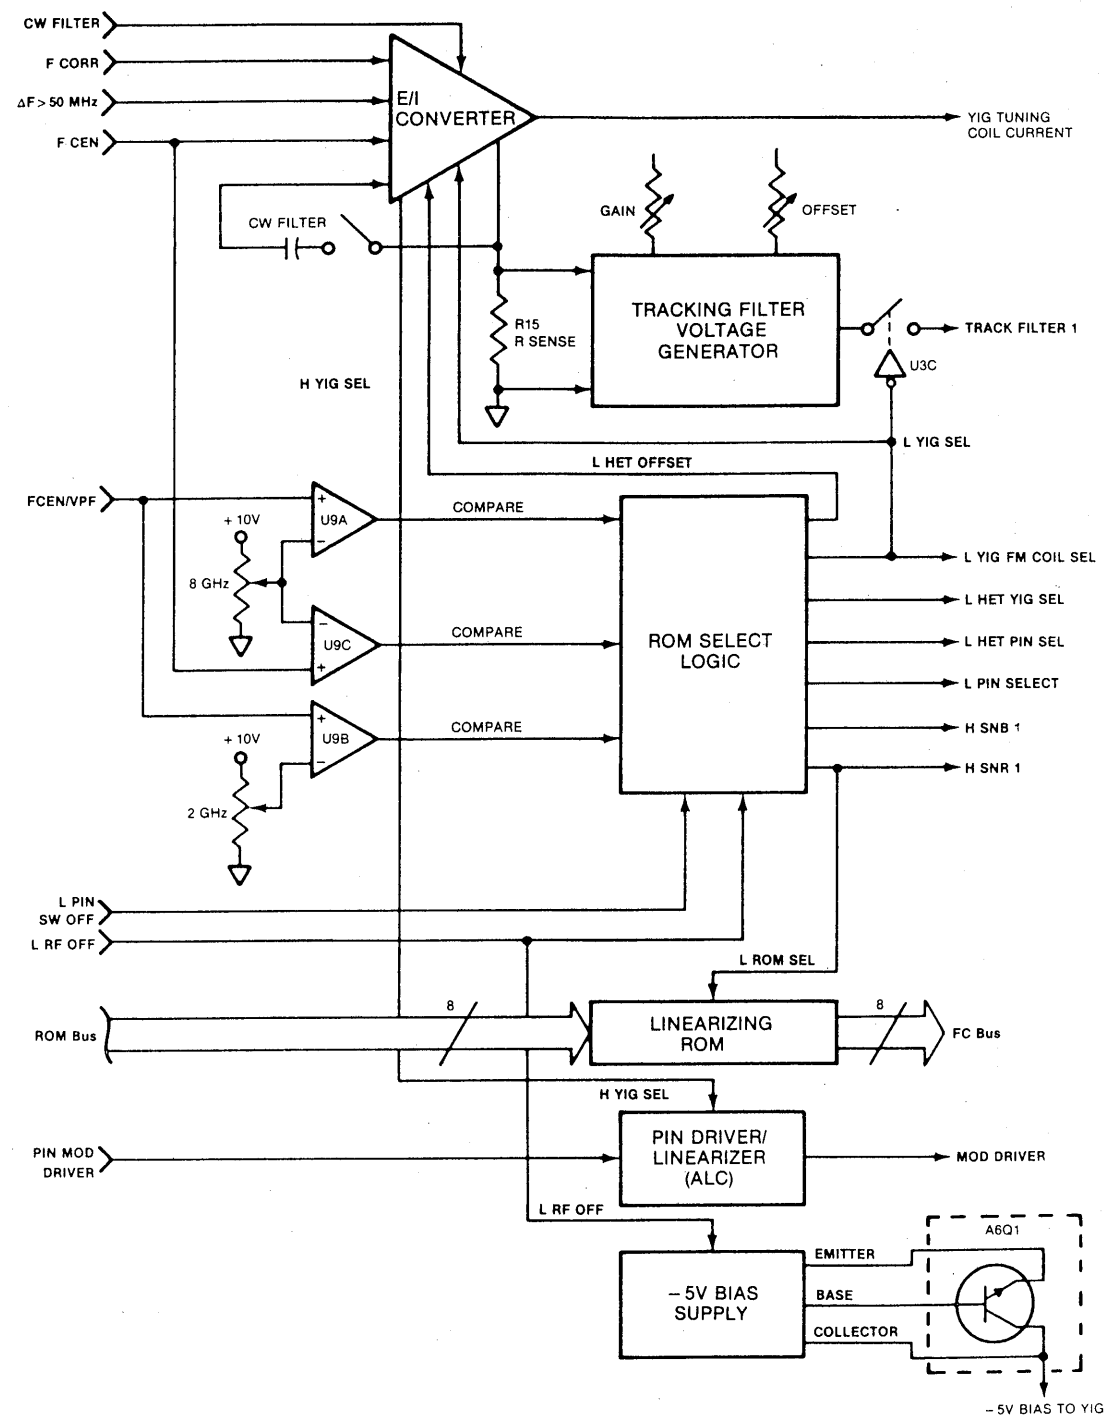 CW FILTER
F CORR
ΔF>50 MHz
F CEN
E/I
CONVERTER
YIG TUNING
COIL CURRENT
CW FILTER
GAIN
OFFSET
R15
R SENSE
TRACKING FILTER
VOLTAGE
GENERATOR
TRACK FILTER 1
U3C
H YIG SEL
L YIG SEL
L HET OFFSET
FCEN/VPF
+10V
8 GHz
+
U9A
−
COMPARE
−
U9C
+
COMPARE
+
U9B
−
COMPARE
+10V
2 GHz
ROM SELECT
LOGIC
L YIG FM COIL SEL
L HET YIG SEL
L HET PIN SEL
L PIN SELECT
H SNB 1
H SNR 1
L PIN
SW OFF
L RF OFF
L ROM SEL
ROM Bus
8
LINEARIZING
ROM
8
FC Bus
H YIG SEL
PIN MOD
DRIVER
PIN DRIVER/
LINEARIZER
(ALC)
MOD DRIVER
L RF OFF
−5V BIAS
SUPPLY
EMITTER
BASE
COLLECTOR
A6Q1
−5V BIAS TO YIG